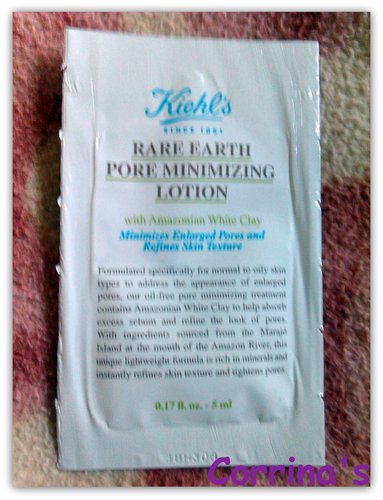 Kiehl's
SINCE 1851
RARE EARTH
PORE MINIMIZING
LOTION
with Amazonian White Clay
Minimizes Enlarged Pores and
Refines Skin Texture
Formulated specifically for normal to oily skin
types to address the appearance of enlarged
pores, our oil-free pore minimizing treatment
contains Amazonian White Clay to help absorb
excess sebum and refine the look of pores.
With ingredients sourced from the Marajó
Island at the mouth of the Amazon River, this
unique lightweight formula is rich in minerals and
instantly refines skin texture and tightens pores.
0.17 fl. oz. - 5 ml
Corrina's